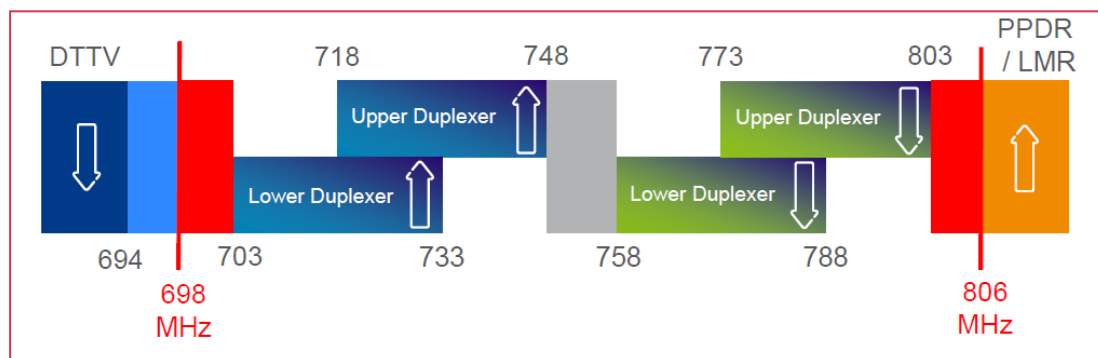 DTTV
718
748
773
803
PPDR
/ LMR
Upper Duplexer
Upper Duplexer
Lower Duplexer
Lower Duplexer
694
703
733
758
788
698
MHz
806
MHz